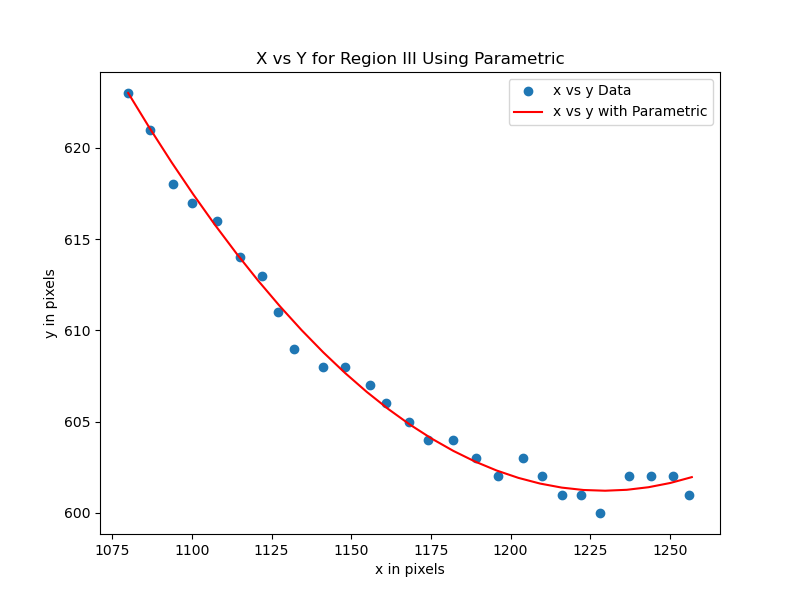 X vs Y for Region III Using Parametric
x vs y Data
x vs y with Parametric
620
615
610
605
600
y in pixels
1075 1100 1125 1150 1175 1200 1225 1250
x in pixels